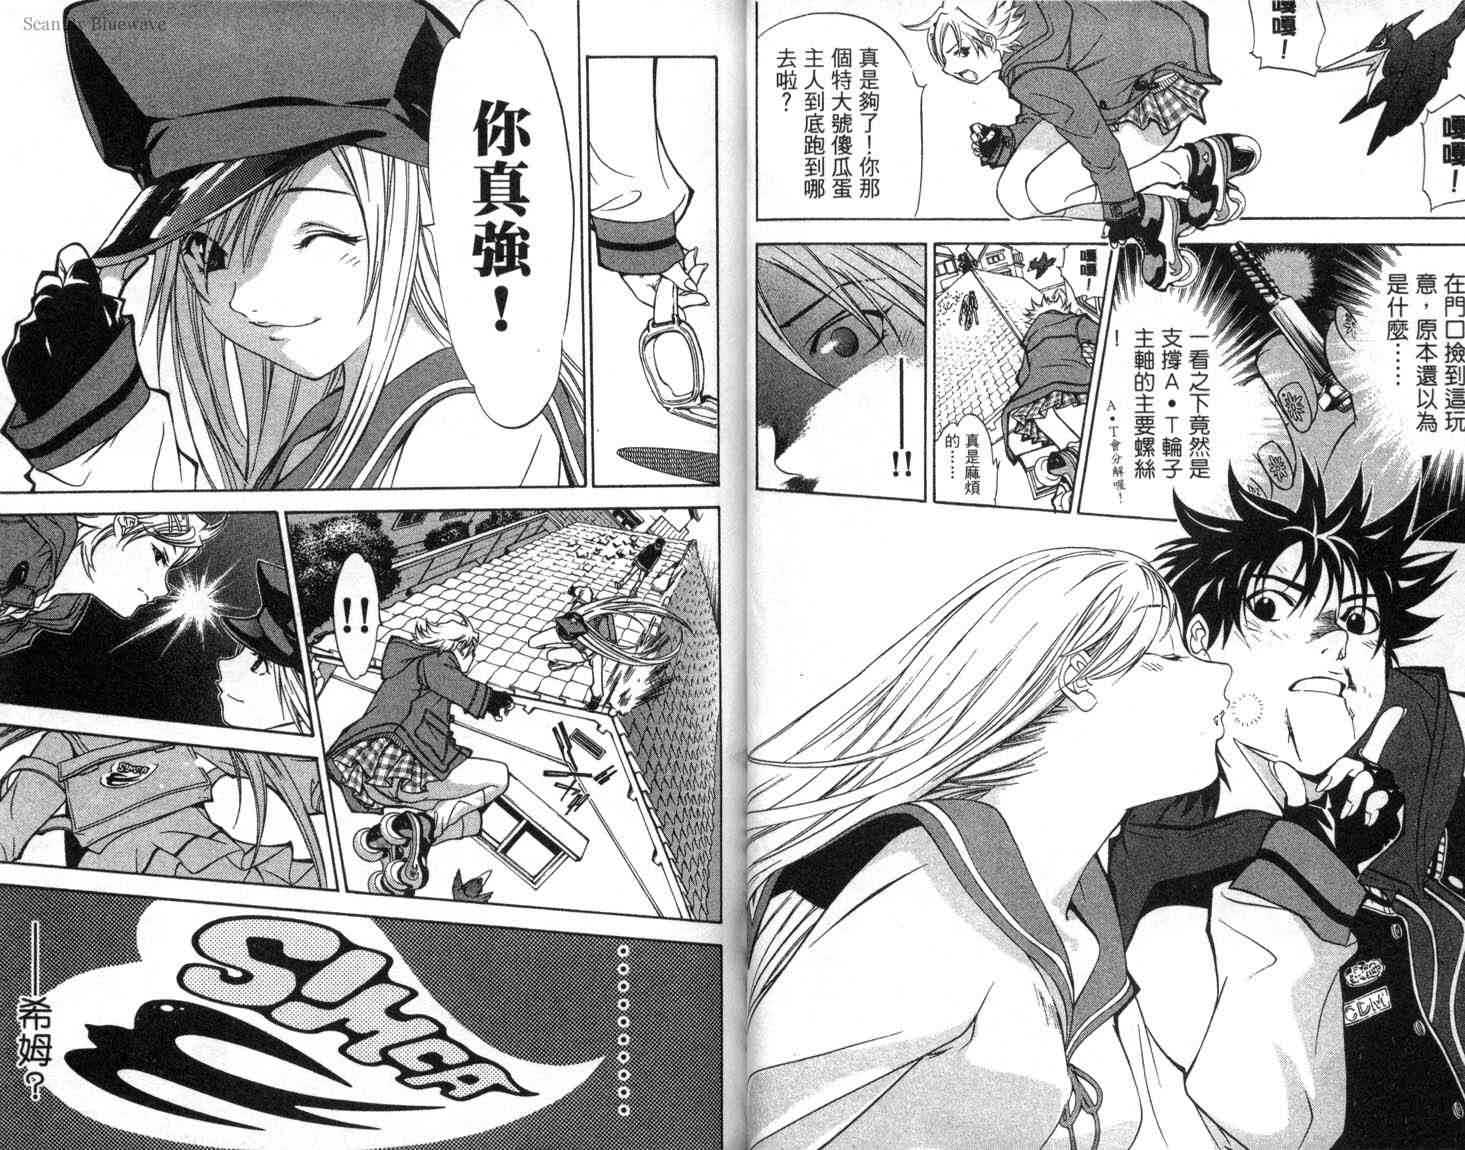 嘎嘎！
嘎嘎！
真是夠了！你那
個特大號傻瓜蛋
主人到底跑到哪
去啦？
在門口撿到這玩
意，原本還以為
是什麼……
一看之下竟然是
支撐A•T輪子
主軸的主要螺絲
！
A•T會分解喔！
嘎嘎！
真是麻煩
的……
——!!
CDM
Scan by Bluewave
你真強！
!!
SIMCA
SIMCA
…………
——希姆？